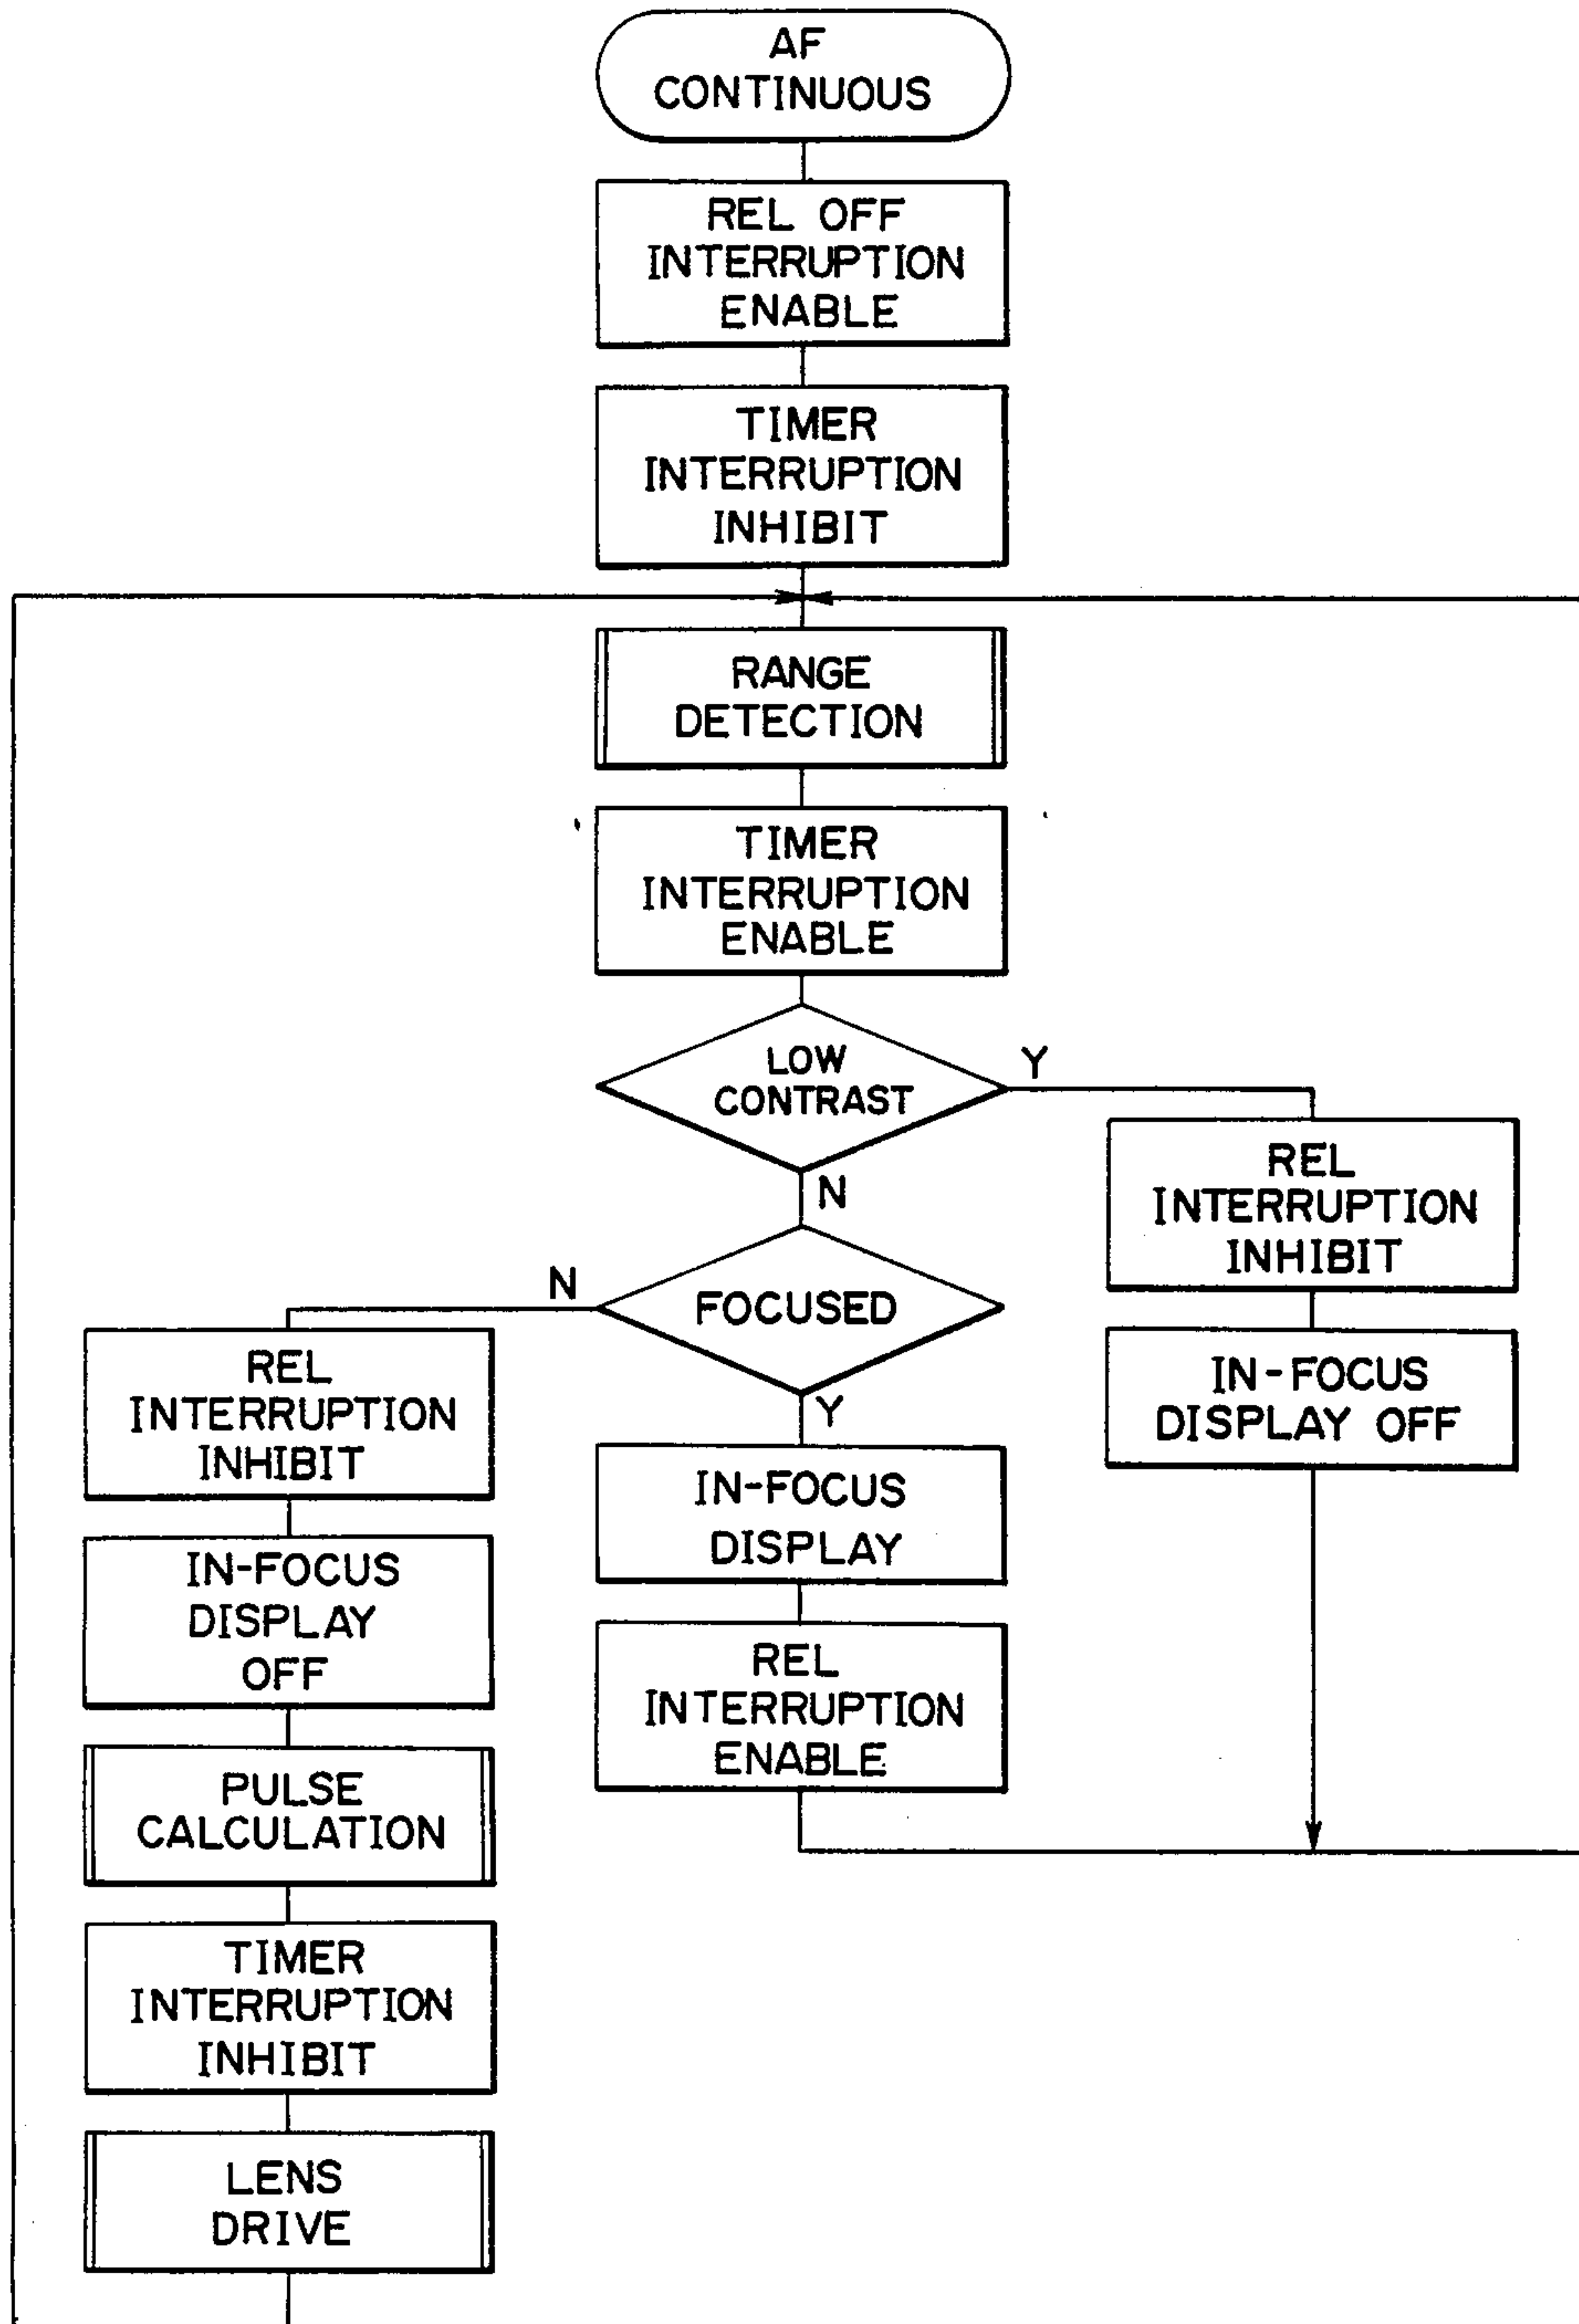 AF
CONTINUOUS
REL OFF
INTERRUPTION
ENABLE
TIMER
INTERRUPTION
INHIBIT
RANGE
DETECTION
TIMER
INTERRUPTION
ENABLE
LOW
CONTRAST
Y
N
REL
INTERRUPTION
INHIBIT
IN-FOCUS
DISPLAY OFF
FOCUSED
N
Y
REL
INTERRUPTION
INHIBIT
IN-FOCUS
DISPLAY
OFF
PULSE
CALCULATION
TIMER
INTERRUPTION
INHIBIT
LENS
DRIVE
IN-FOCUS
DISPLAY
REL
INTERRUPTION
ENABLE